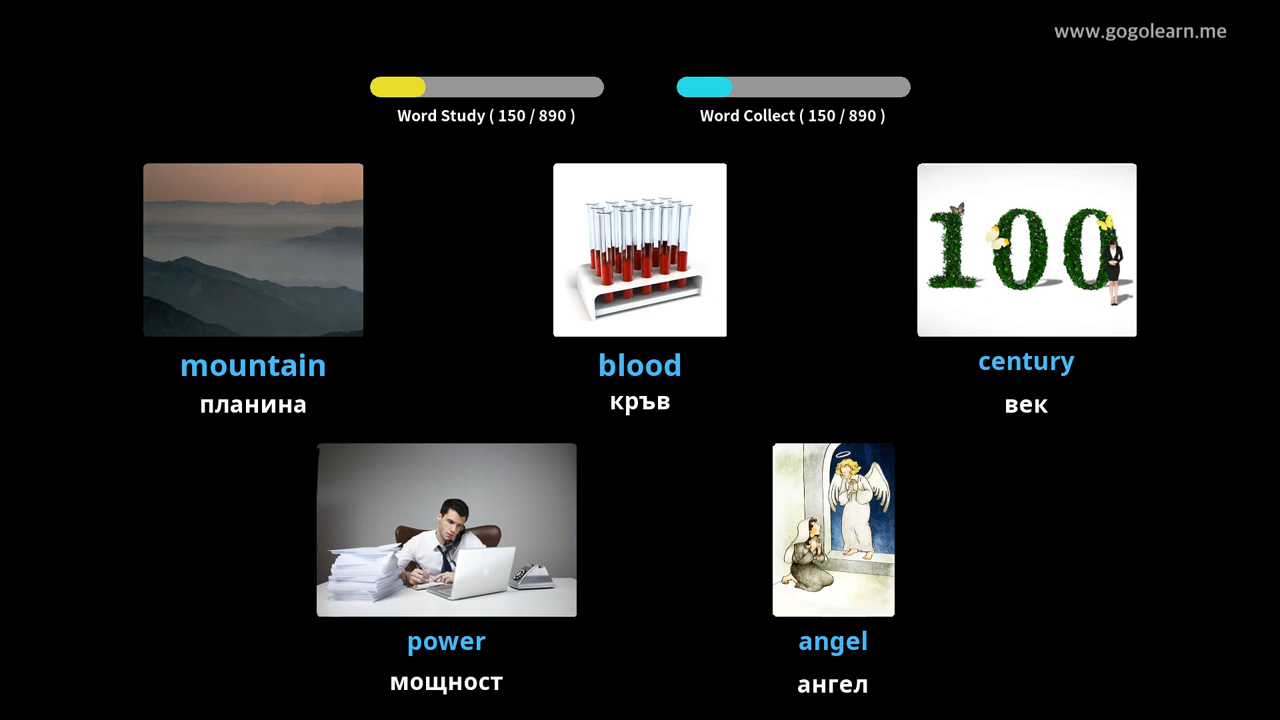 www.gogolearn.me
Word Study ( 150 / 890 )
Word Collect ( 150 / 890 )
mountain
планина
blood
кръв
century
век
power
мощност
angel
ангел